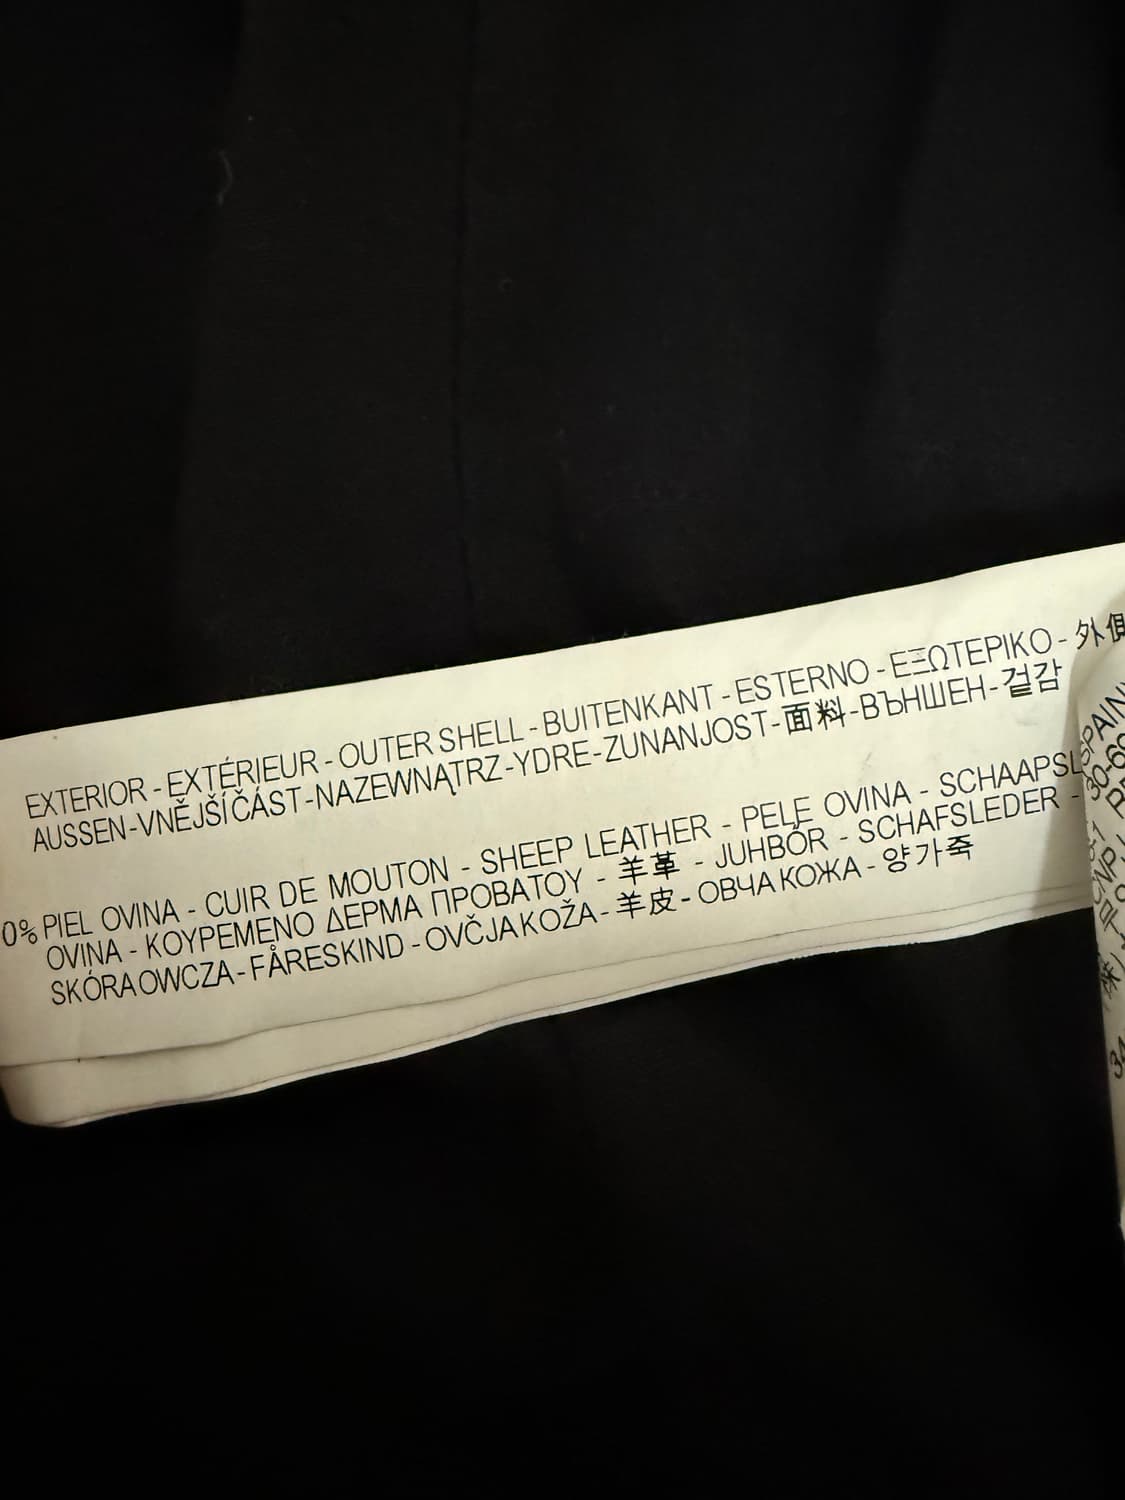 EXTERIOR - EXTÉRIEUR - OUTER SHELL - BUITENKANT - ESTERNO - ΕΞΩΤΕΡΙΚΟ - 外側
AUSSEN-VNĚJŠÍ ČÁST-NAZEWNĄTRZ-YDRE-ZUNANJOST-面料-ВЪНШЕН-겉감
0% PIEL OVINA - CUIR DE MOUTON - SHEEP LEATHER - PELE OVINA - SCHAAPSL
OVINA - ΚΟΥΡΕΜΕΝΟ ΔΕΡΜΑ ΠΡΟΒΑΤΟΥ - 羊革 - JUHBŐR - SCHAFSLEDER -
SKÓRA OWCZA - FÅRESKIND - OVČJA KOŽA - 羊皮 - ОВЧА КОЖА - 양가죽
SPAIN
30-69